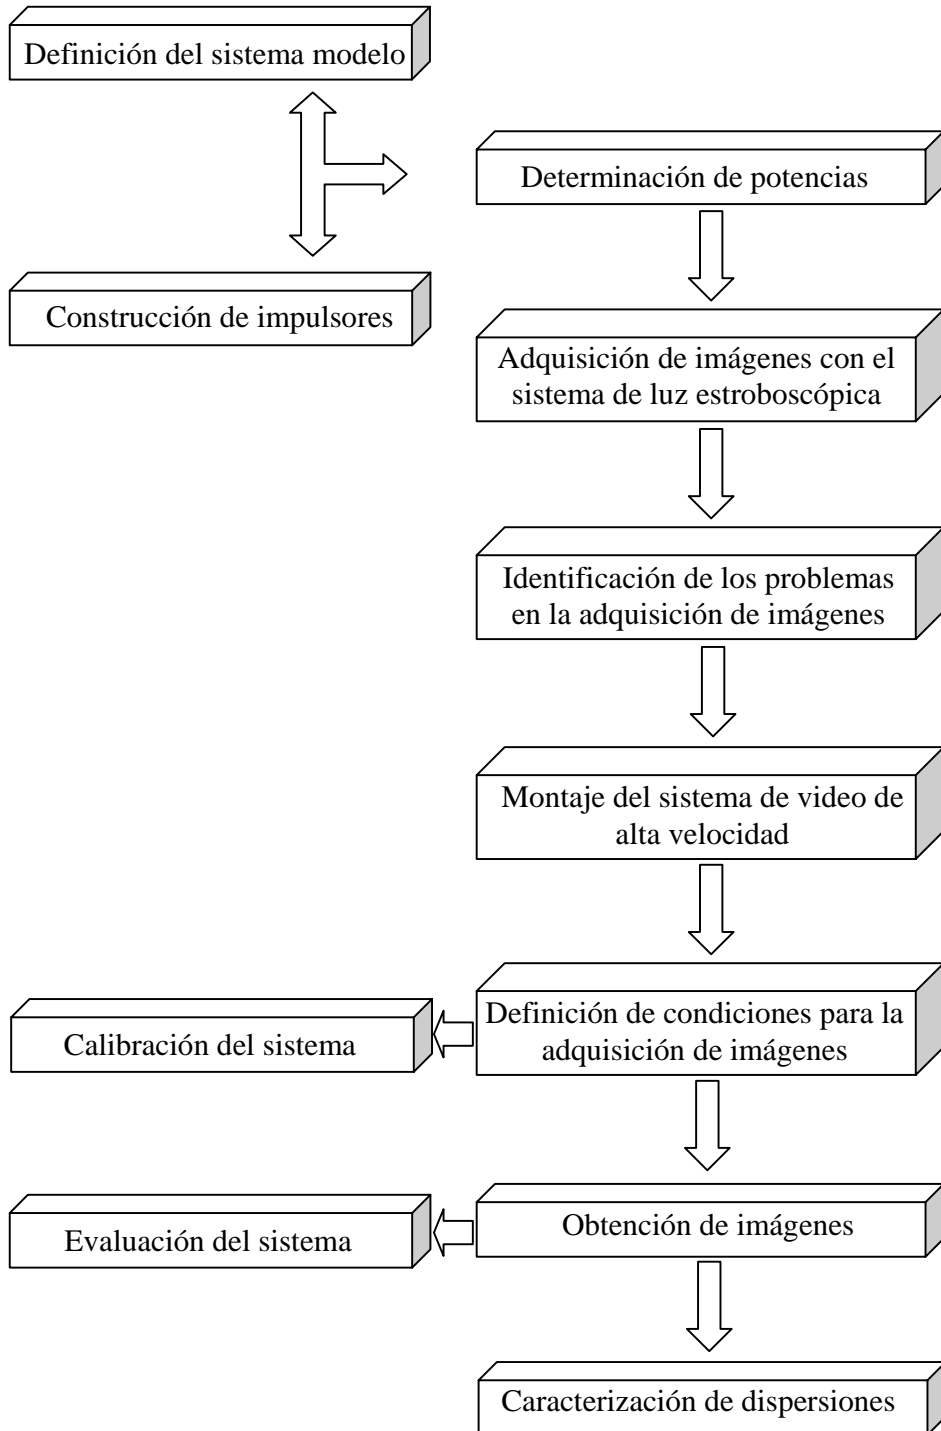 Definición del sistema modelo
Determinación de potencias
Construcción de impulsores
Adquisición de imágenes con el
sistema de luz estroboscópica
Identificación de los problemas
en la adquisición de imágenes
Montaje del sistema de video de
alta velocidad
Definición de condiciones para la
adquisición de imágenes
Calibración del sistema
Obtención de imágenes
Evaluación del sistema
Caracterización de dispersiones